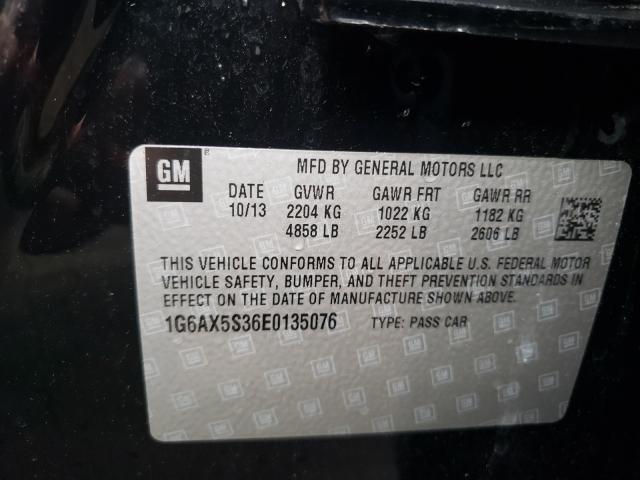 GM
MFD BY GENERAL MOTORS LLC
DATE GVWR GAWR FRT GAWR RR
10/13 2204 KG 1022 KG 1182 KG
4858 LB 2252 LB 2606 LB
THIS VEHICLE CONFORMS TO ALL APPLICABLE U.S. FEDERAL MOTOR
VEHICLE SAFETY, BUMPER, AND THEFT PREVENTION STANDARDS IN
EFFECT ON THE DATE OF MANUFACTURE SHOWN ABOVE.
1G6AX5S36E0135076 TYPE: PASS CAR